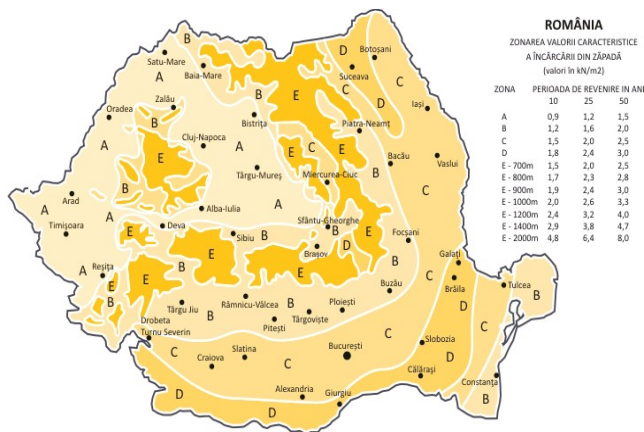 ROMÂNIA
ZONAREA VALORII CARACTERISTICE
A ÎNCĂRCĂRII DIN ZĂPADĂ
(valori în kN/m2)
ZONA PERIOADA DE REVENIRE IN ANI
10 25 50
A 0,9 1,2 1,5
B 1,2 1,6 2,0
C 1,5 2,0 2,5
D 1,8 2,4 3,0
E - 700m 1,5 2,0 2,5
E - 800m 1,7 2,3 2,8
E - 900m 1,9 2,4 3,0
E - 1000m 2,0 2,6 3,3
E - 1200m 2,4 3,2 4,0
E - 1400m 2,9 3,8 4,7
E - 2000m 4,8 6,4 8,0
B
D
Botoșani
Satu-Mare
A
Baia-Mare
E
Suceava
C
C
D
Zalău
B
Oradea
B
Iași
Bistrița
Piatra-Neamț
A
Cluj-Napoca
E
A
E
C
E
Bacău
Târgu-Mureș
Miercurea-Ciuc
B
C
Vaslui
B
Arad
A
Alba-Iulia
A
Sfântu-Gheorghe
Timișoara
Deva
E
Sibiu
B
B
D
E
Focșani
Brașov
A
Reșița
E
E
B
E
E
B
Galați
C
B
Buzău
Brăila
Tulcea
B
Târgu Jiu
Râmnicu-Vâlcea
B
Ploiești
B
Pitești
Târgoviște
D
Drobeta
Turnu Severin
C
Craiova
Slatina
C
București
C
Slobozia
D
Călărași
Constanța
Alexandria
Giurgiu
D
D
B